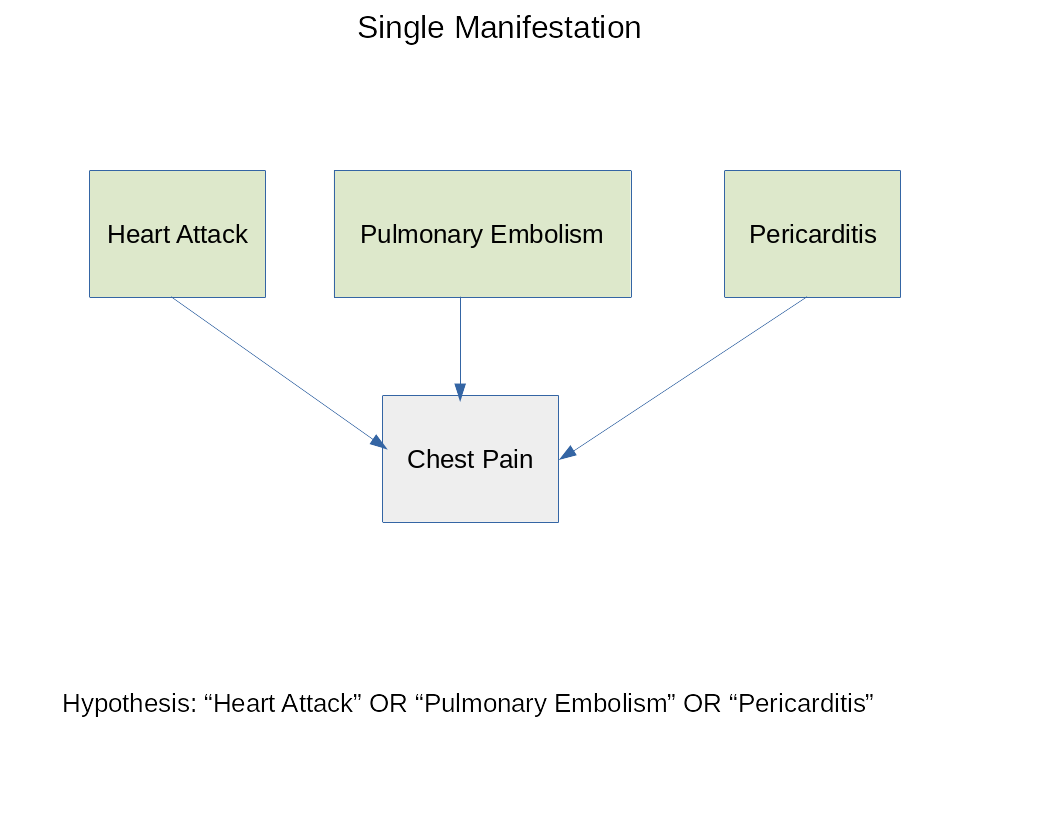 Single Manifestation
Heart Attack
Pulmonary Embolism
Pericarditis
Chest Pain
Hypothesis: “Heart Attack” OR “Pulmonary Embolism” OR “Pericarditis”